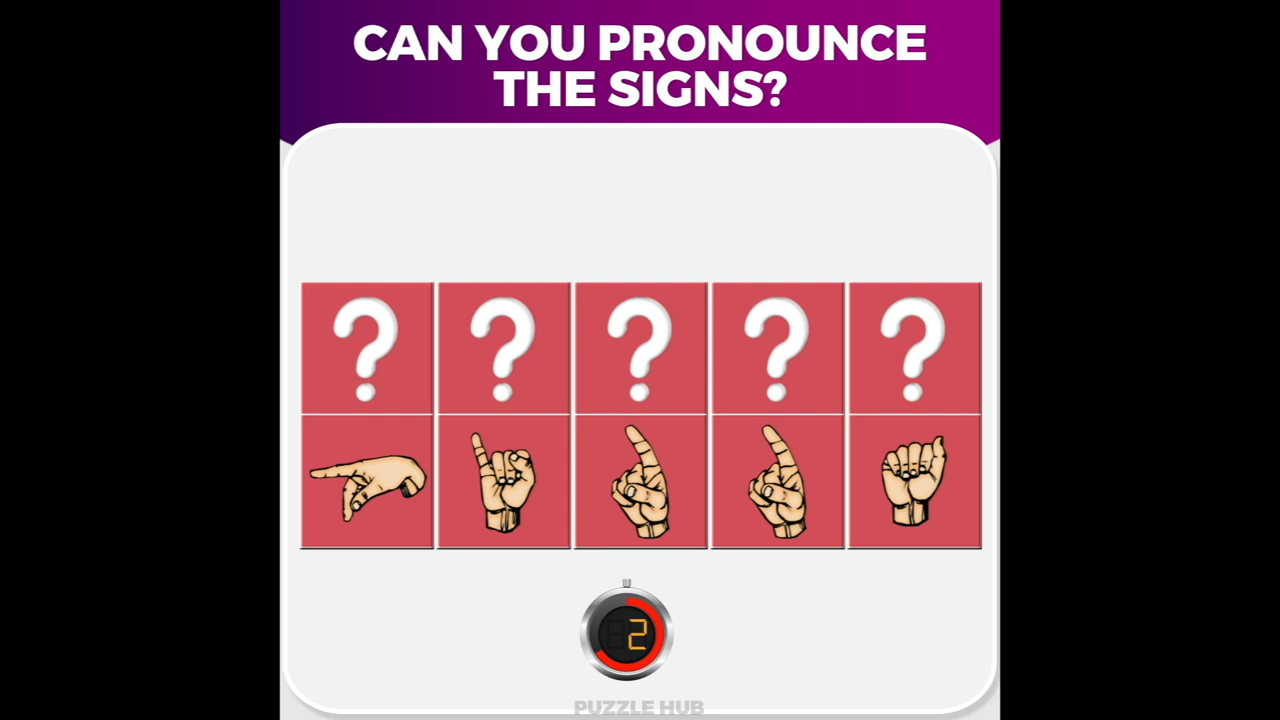 CAN YOU PRONOUNCE
THE SIGNS?
? ? ? ? ?
2
PUZZLE HUB